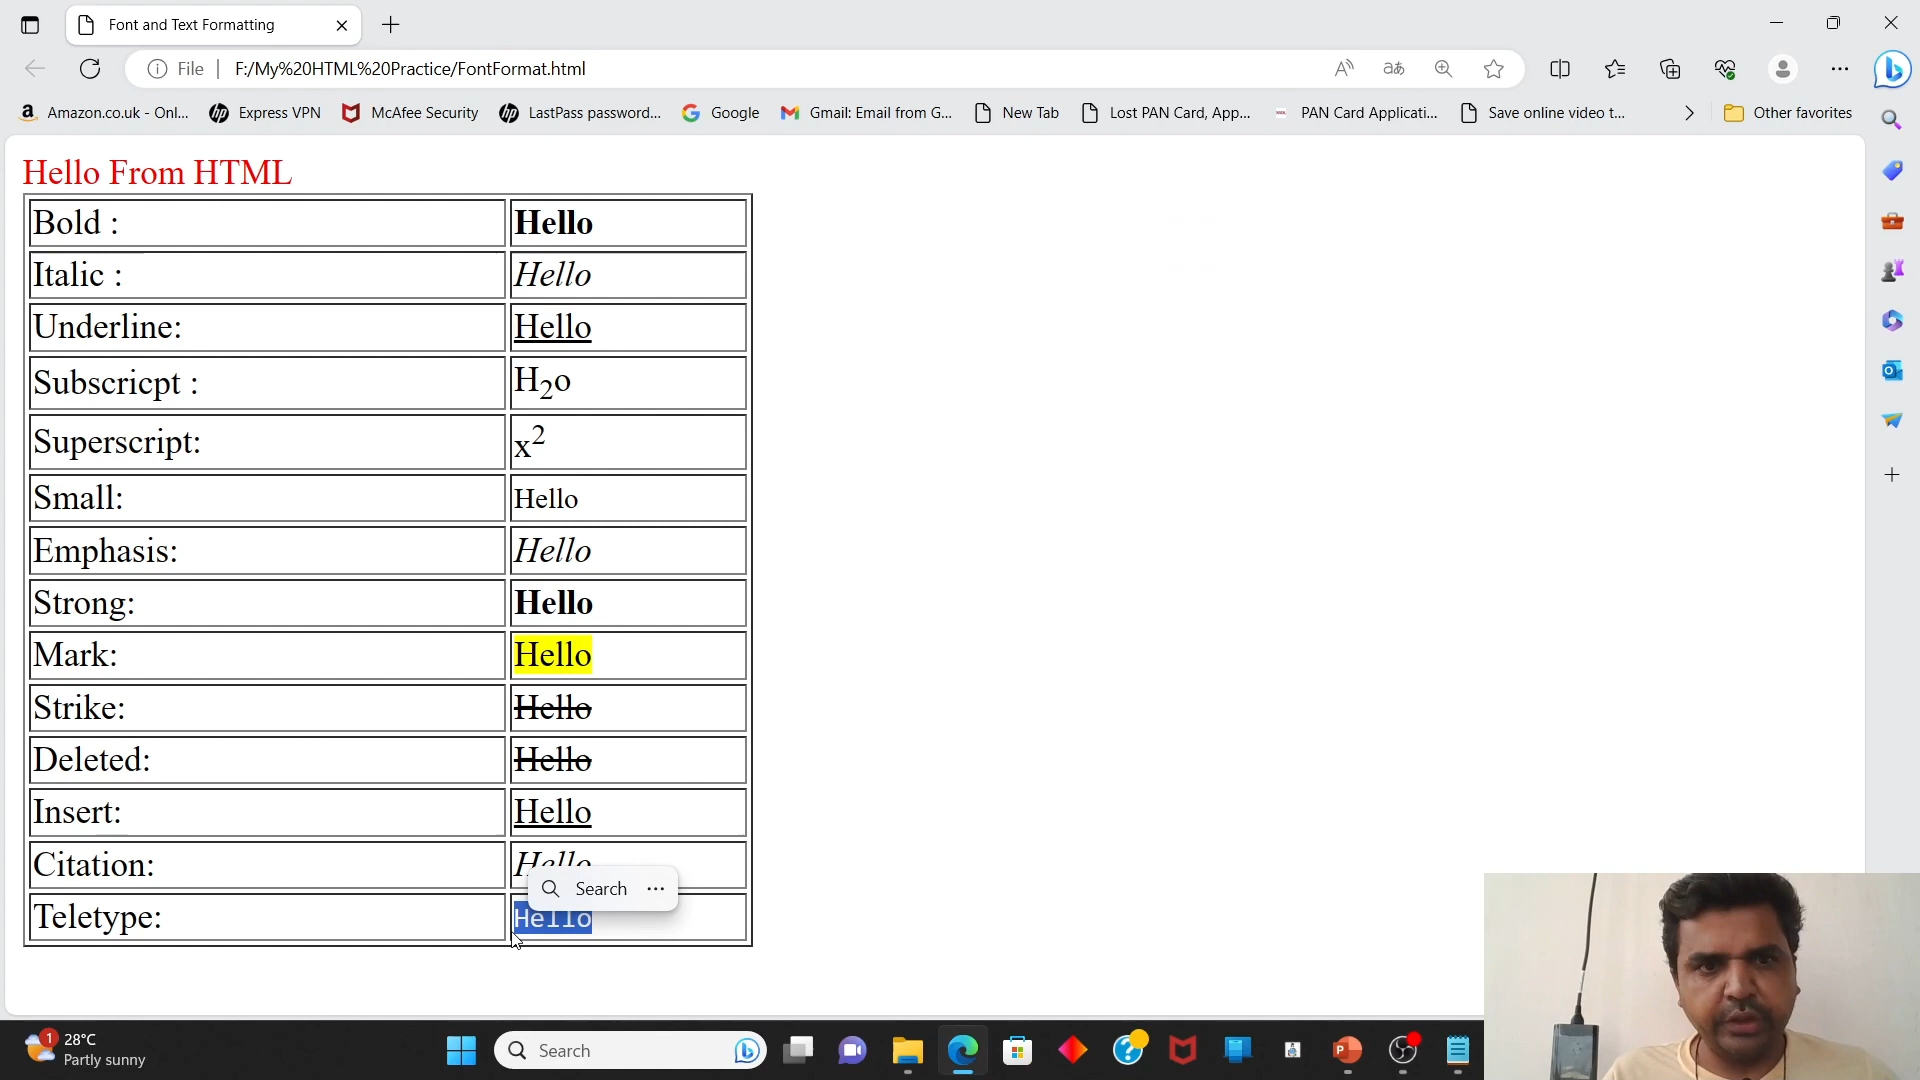 Font and Text Formatting
File
F:/My%20HTML%20Practice/FontFormat.html
Amazon.co.uk - Onl...
Express VPN
McAfee Security
LastPass password...
Google
Gmail: Email from G...
New Tab
Lost PAN Card, App...
PAN Card Applicati...
Save online video t...
Other favorites
Hello From HTML
Bold : Hello
Italic : Hello
Underline: Hello
Subscricpt : H₂o
Superscript: x²
Small: Hello
Emphasis: Hello
Strong: Hello
Mark: Hello
Strike: Hello
Deleted: Hello
Insert: Hello
Citation: Hello
Search ...
Teletype: Hello
1
28°C
Partly sunny
Search